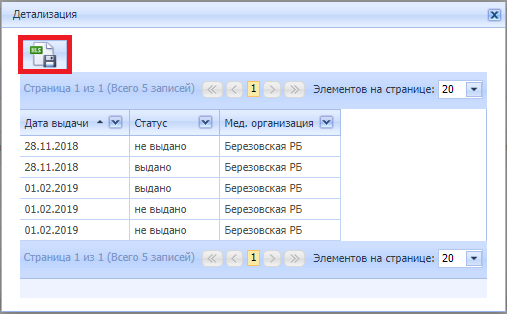 Детализация
XLS
Страница 1 из 1 (Всего 5 записей) 1 Элементов на странице: 20
Дата выдачи Статус Мед. организация
28.11.2018 не выдано Березовская РБ
28.11.2018 выдано Березовская РБ
01.02.2019 выдано Березовская РБ
01.02.2019 не выдано Березовская РБ
01.02.2019 не выдано Березовская РБ
Страница 1 из 1 (Всего 5 записей) 1 Элементов на странице: 20